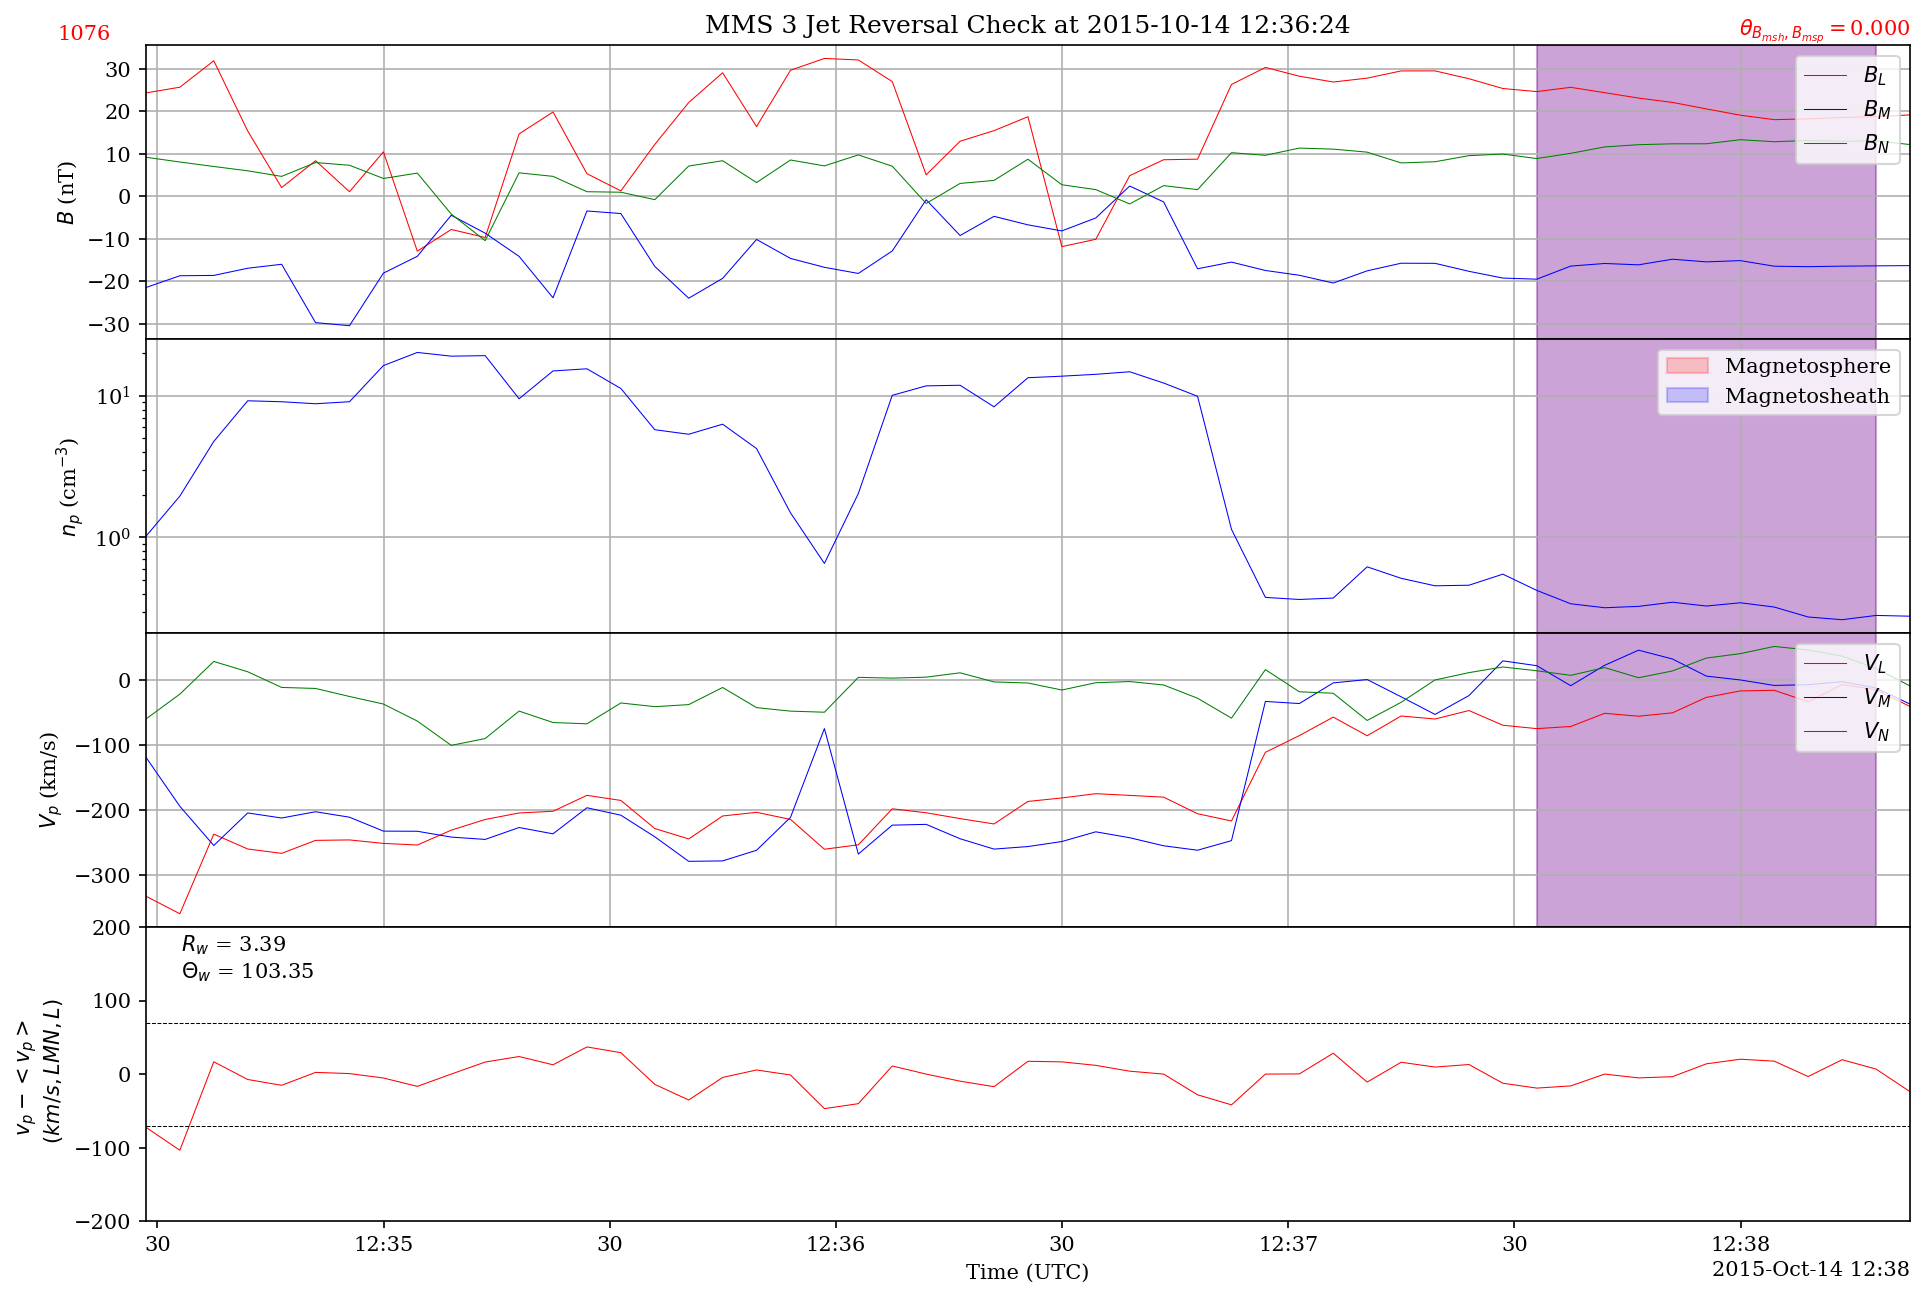 1076
MMS 3 Jet Reversal Check at 2015-10-14 12:36:24
θ_{B_{msh}, B_{msp}} = 0.000
B (nT)
30
20
10
0
−10
−20
−30
B_L
B_M
B_N
n_p (cm^{−3})
10^1
10^0
Magnetosphere
Magnetosheath
V_p (km/s)
0
−100
−200
−300
V_L
V_M
V_N
v_p − < v_p >
(km/s, LMN, L)
200
100
0
−100
−200
R_w = 3.39
Θ_w = 103.35
30 12:35 30 12:36 30 12:37 30 12:38
Time (UTC)
2015-Oct-14 12:38